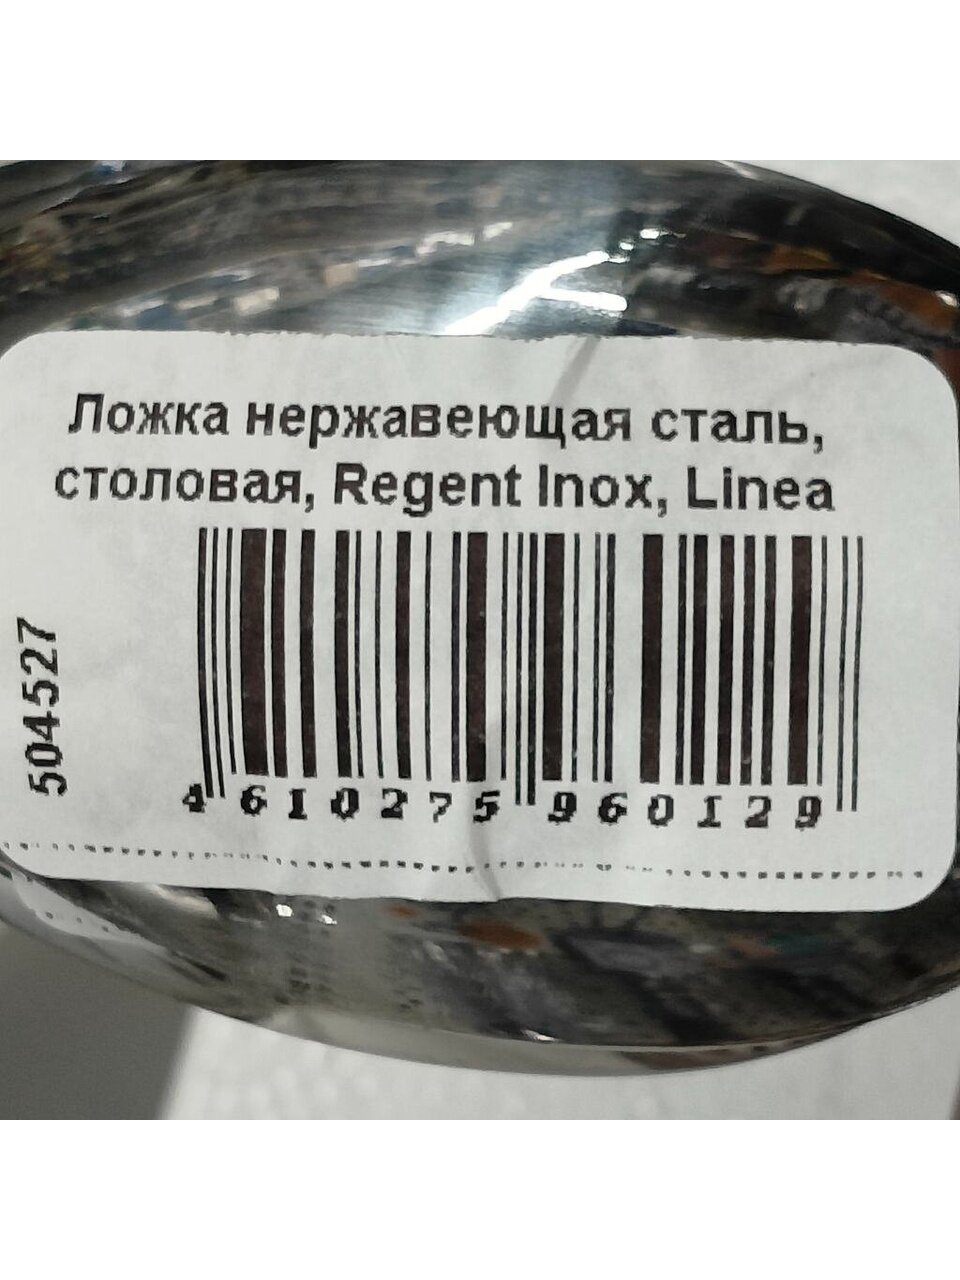 Ложка нержавеющая сталь,
столовая, Regent Inox, Linea
504527
4 610275 960129